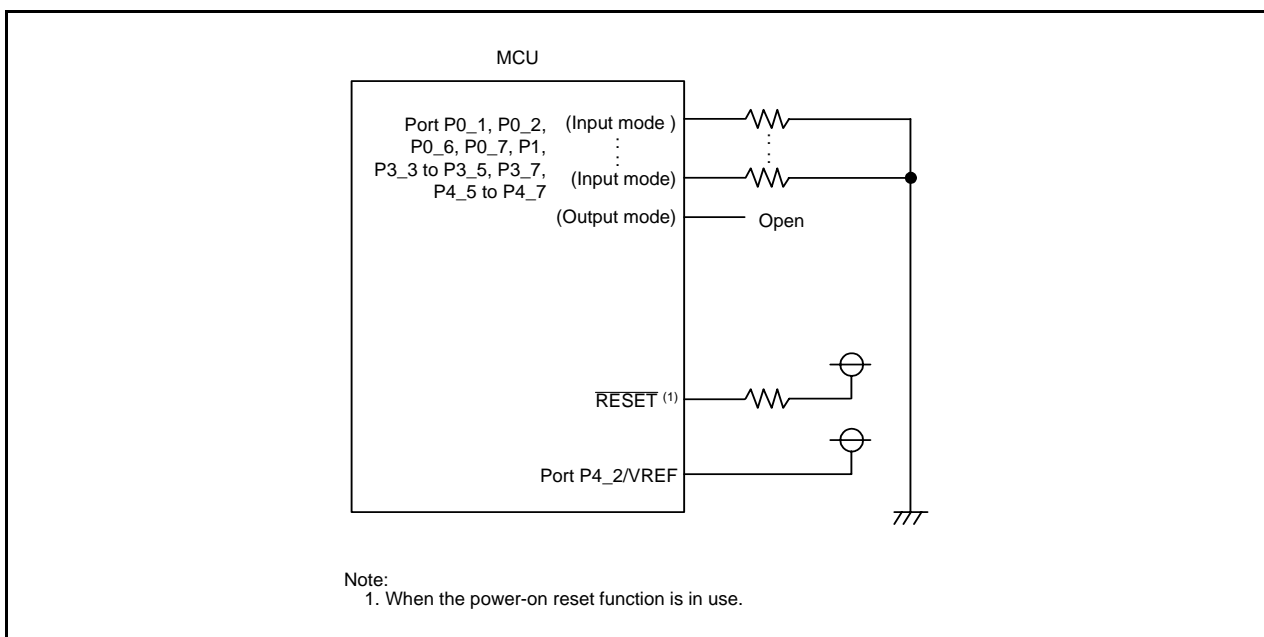 MCU
Port P0_1, P0_2,
P0_6, P0_7, P1,
P3_3 to P3_5, P3_7,
P4_5 to P4_7
(Input mode )
(Input mode)
(Output mode)
Open
RESET (1)
Port P4_2/VREF
Note:
1. When the power-on reset function is in use.